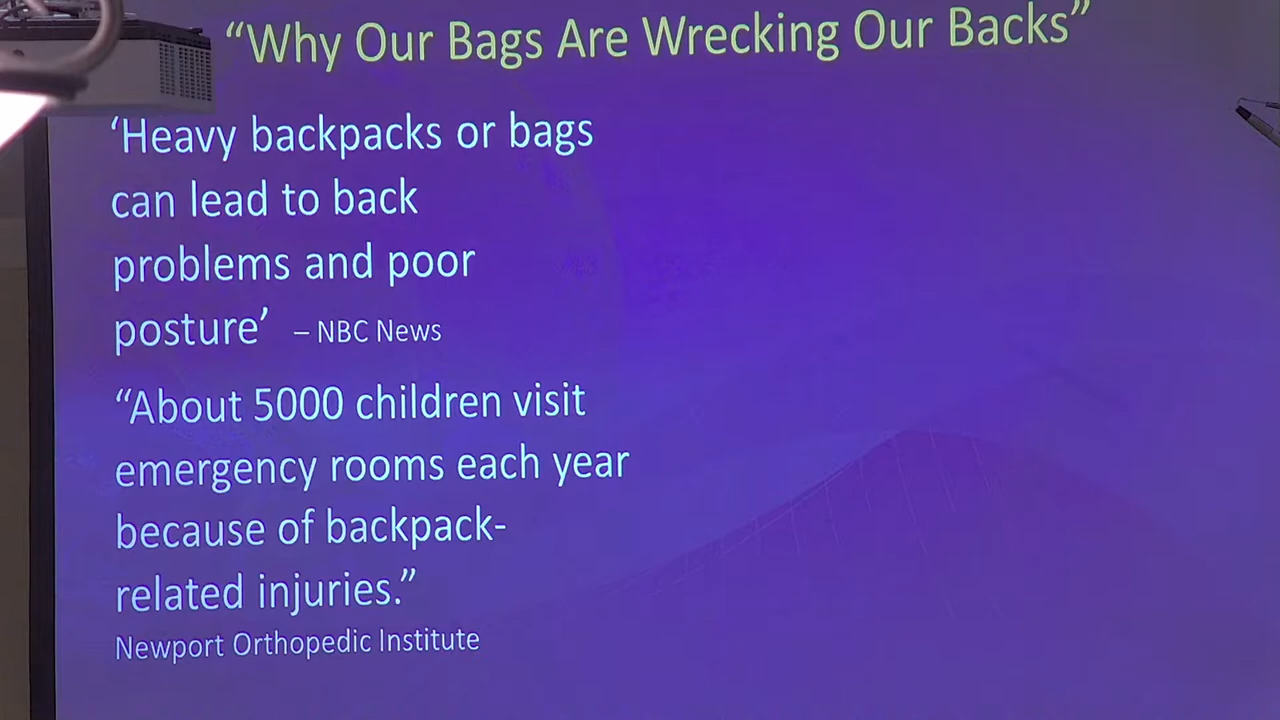 “Why Our Bags Are Wrecking Our Backs”
‘Heavy backpacks or bags
can lead to back
problems and poor
posture’ – NBC News
“About 5000 children visit
emergency rooms each year
because of backpack-
related injuries.”
Newport Orthopedic Institute